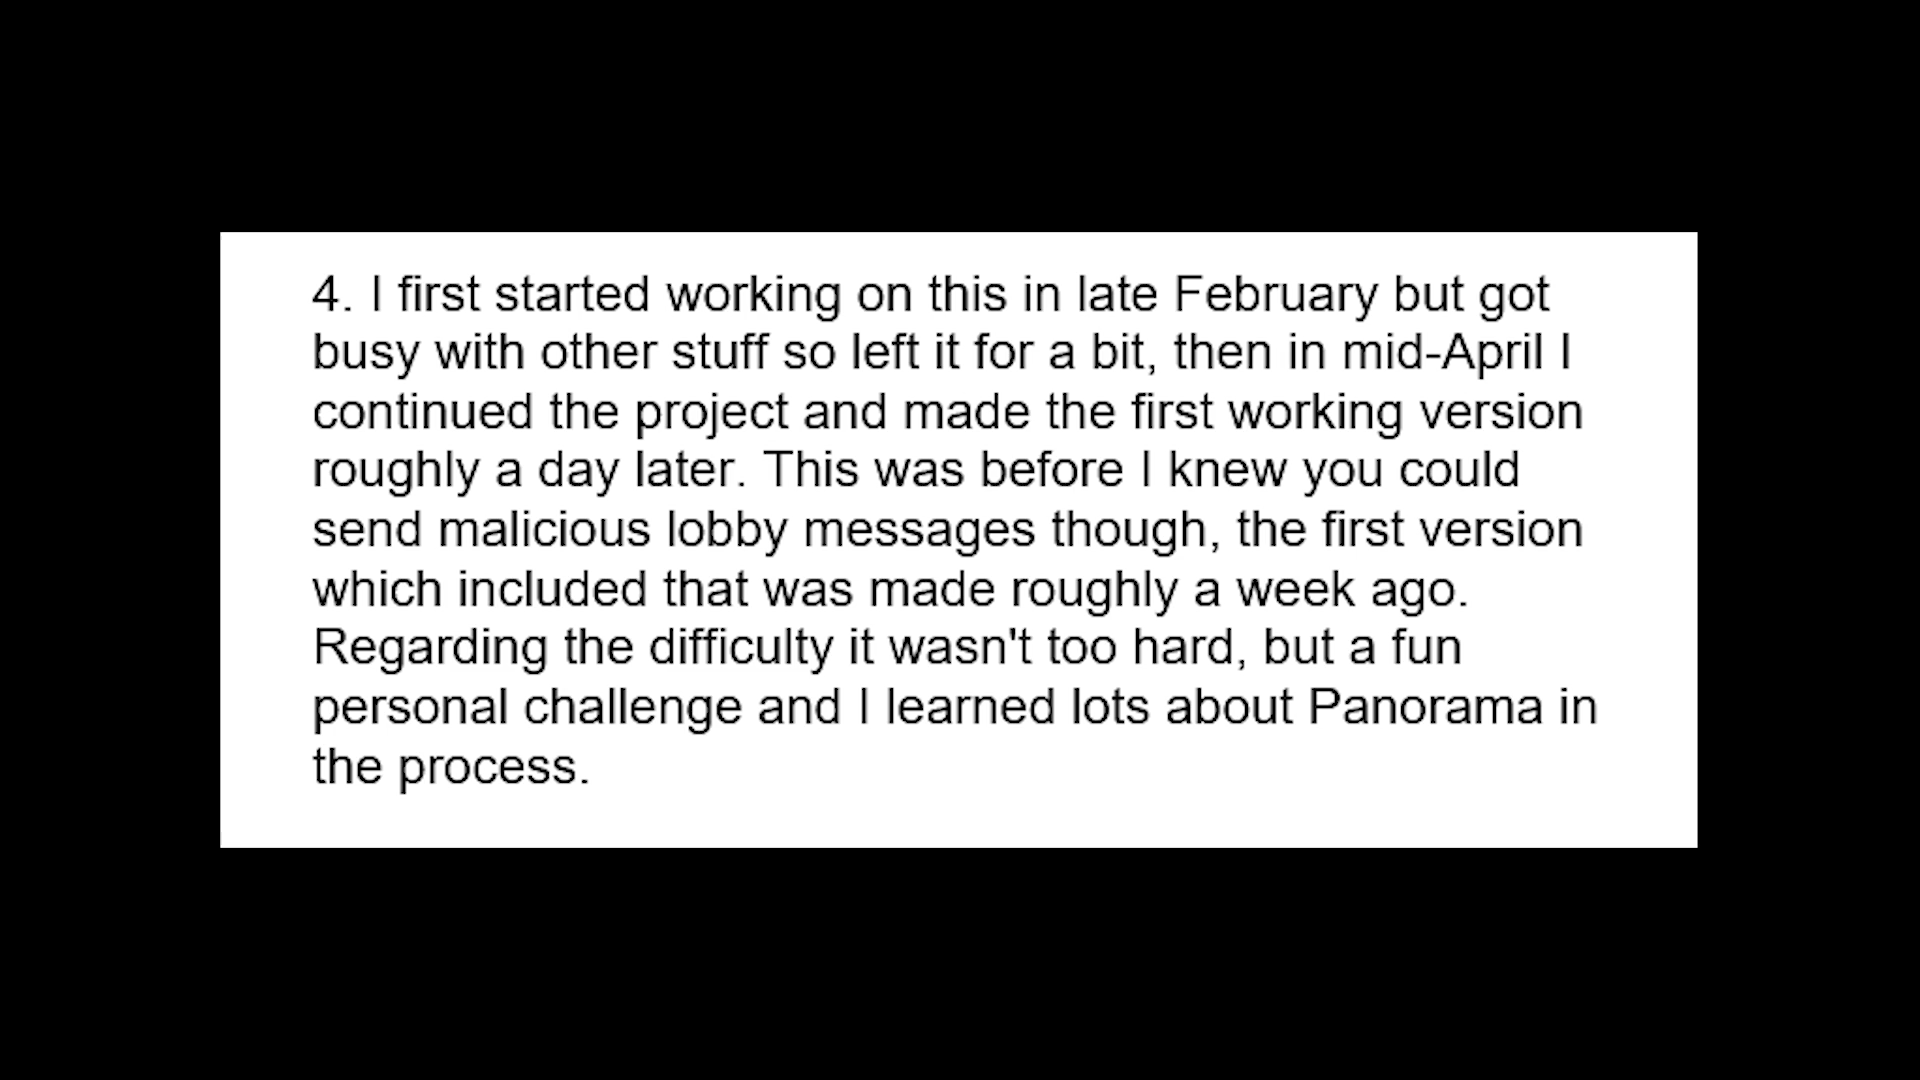 4. I first started working on this in late February but got
busy with other stuff so left it for a bit, then in mid-April I
continued the project and made the first working version
roughly a day later. This was before I knew you could
send malicious lobby messages though, the first version
which included that was made roughly a week ago.
Regarding the difficulty it wasn't too hard, but a fun
personal challenge and I learned lots about Panorama in
the process.